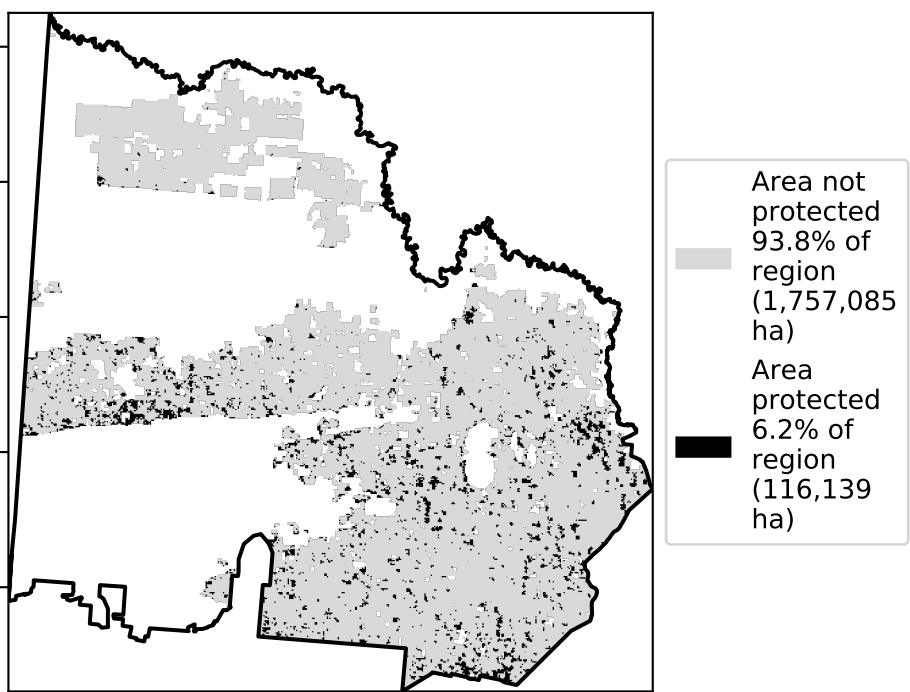 Area not
protected
93.8% of
region
(1,757,085
ha)
Area
protected
6.2% of
region
(116,139
ha)